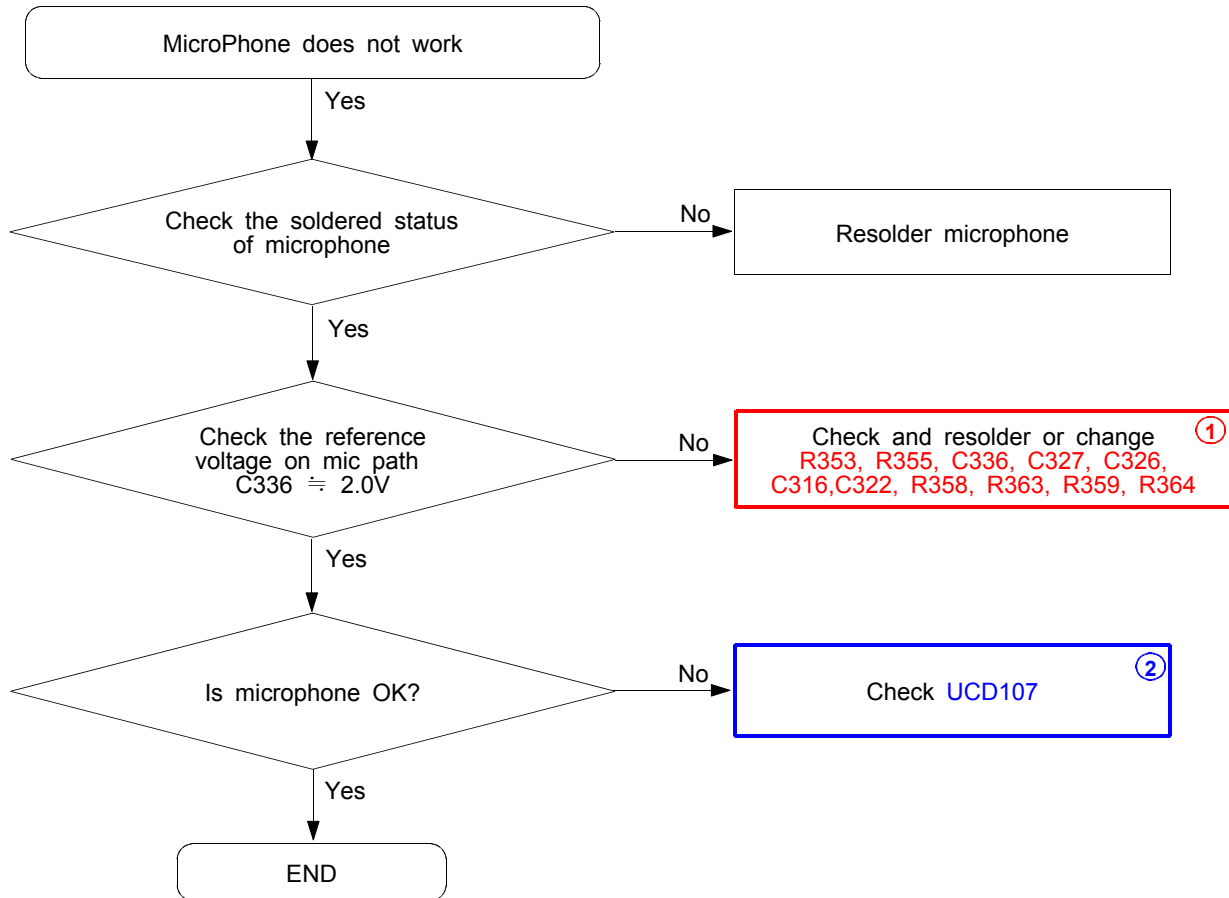 MicroPhone does not work
Yes
Check the soldered status
of microphone
No
Resolder microphone
Yes
Check the reference
voltage on mic path
C336 ≒ 2.0V
No
1
Check and resolder or change
R353, R355, C336, C327, C326,
C316,C322, R358, R363, R359, R364
Yes
Is microphone OK?
No
2
Check UCD107
Yes
END